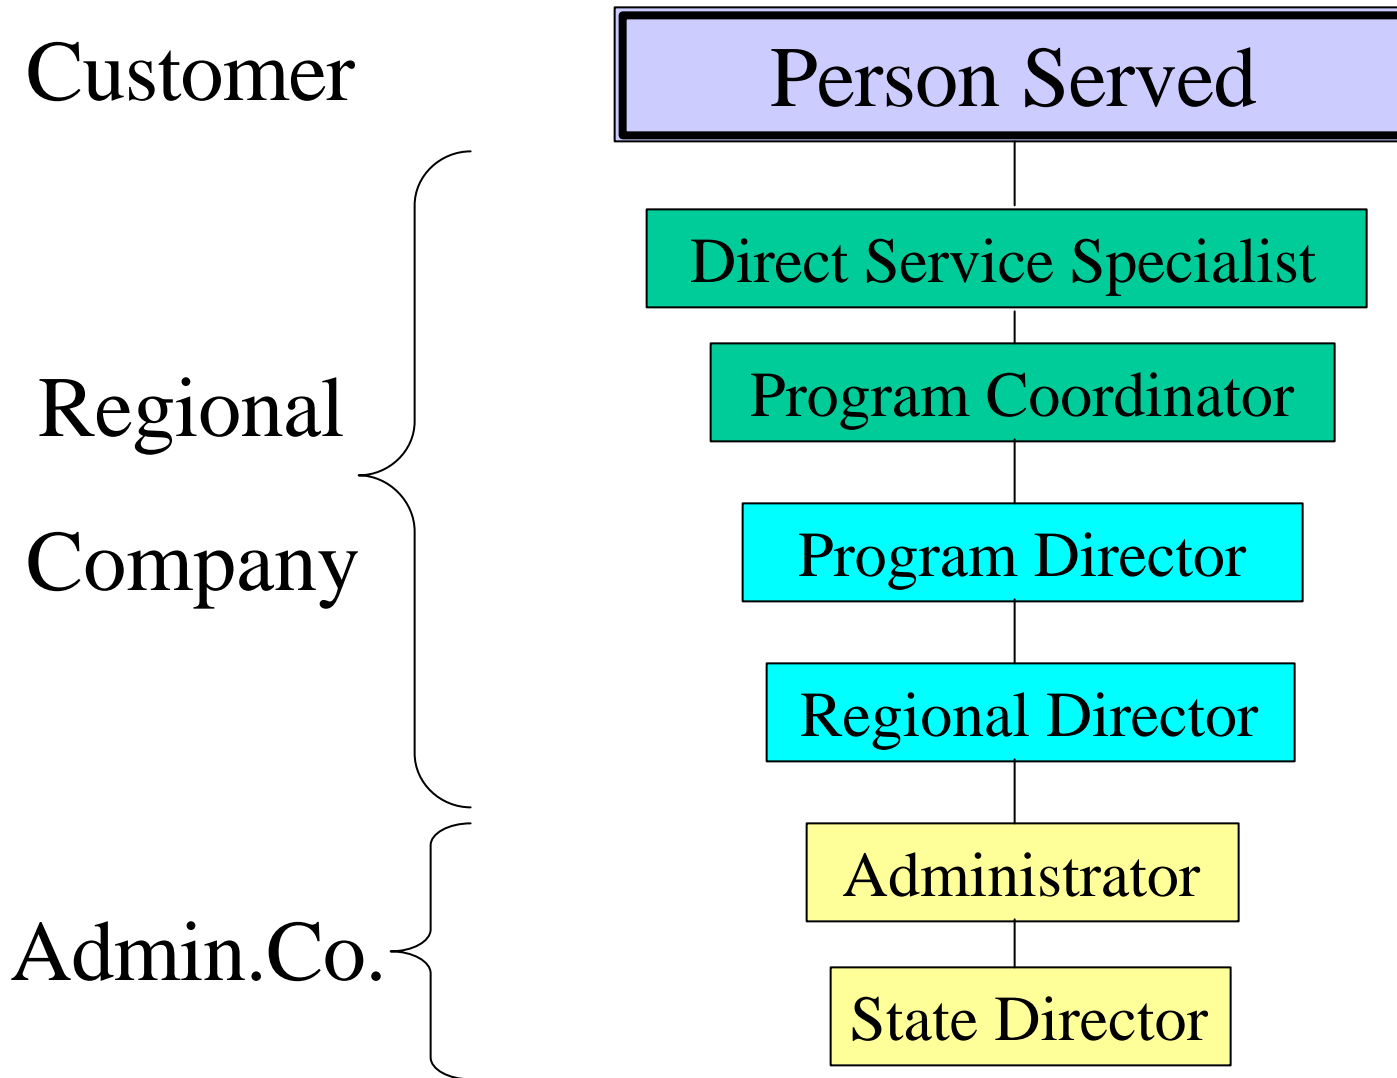 Customer
Person Served
Direct Service Specialist
Regional
Program Coordinator
Company
Program Director
Regional Director
Administrator
Admin.Co.
State Director